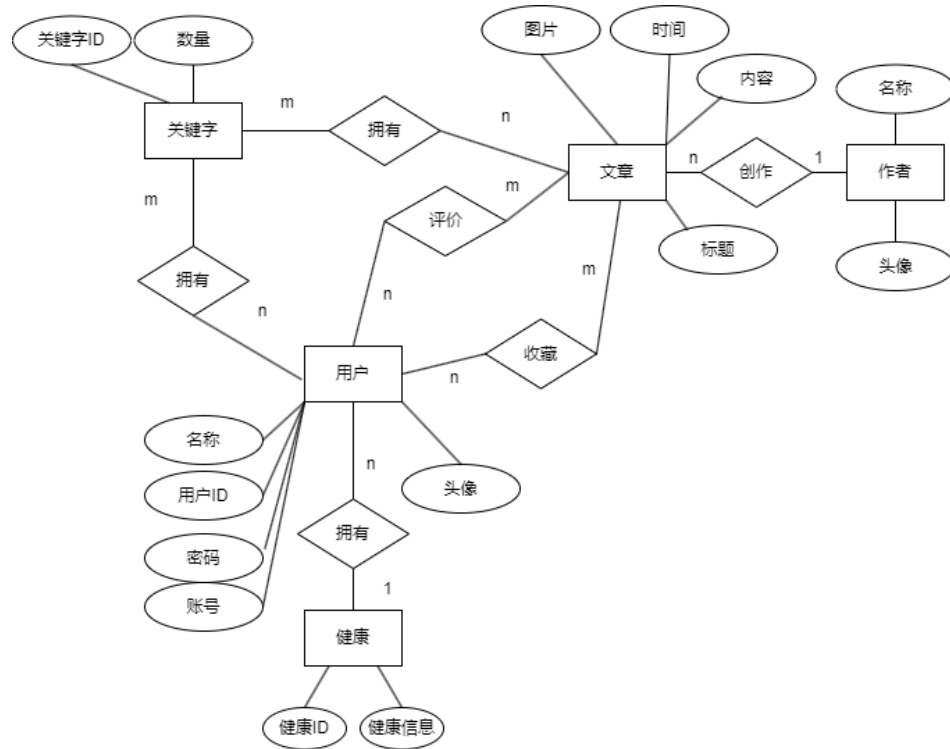 关键字ID
数量
图片
时间
内容
名称
关键字
m
拥有
n
文章
n
创作
1
作者
m
评价
m
标题
头像
拥有
n
m
n
用户
n
收藏
名称
n
头像
用户ID
拥有
密码
账号
1
健康
健康ID
健康信息